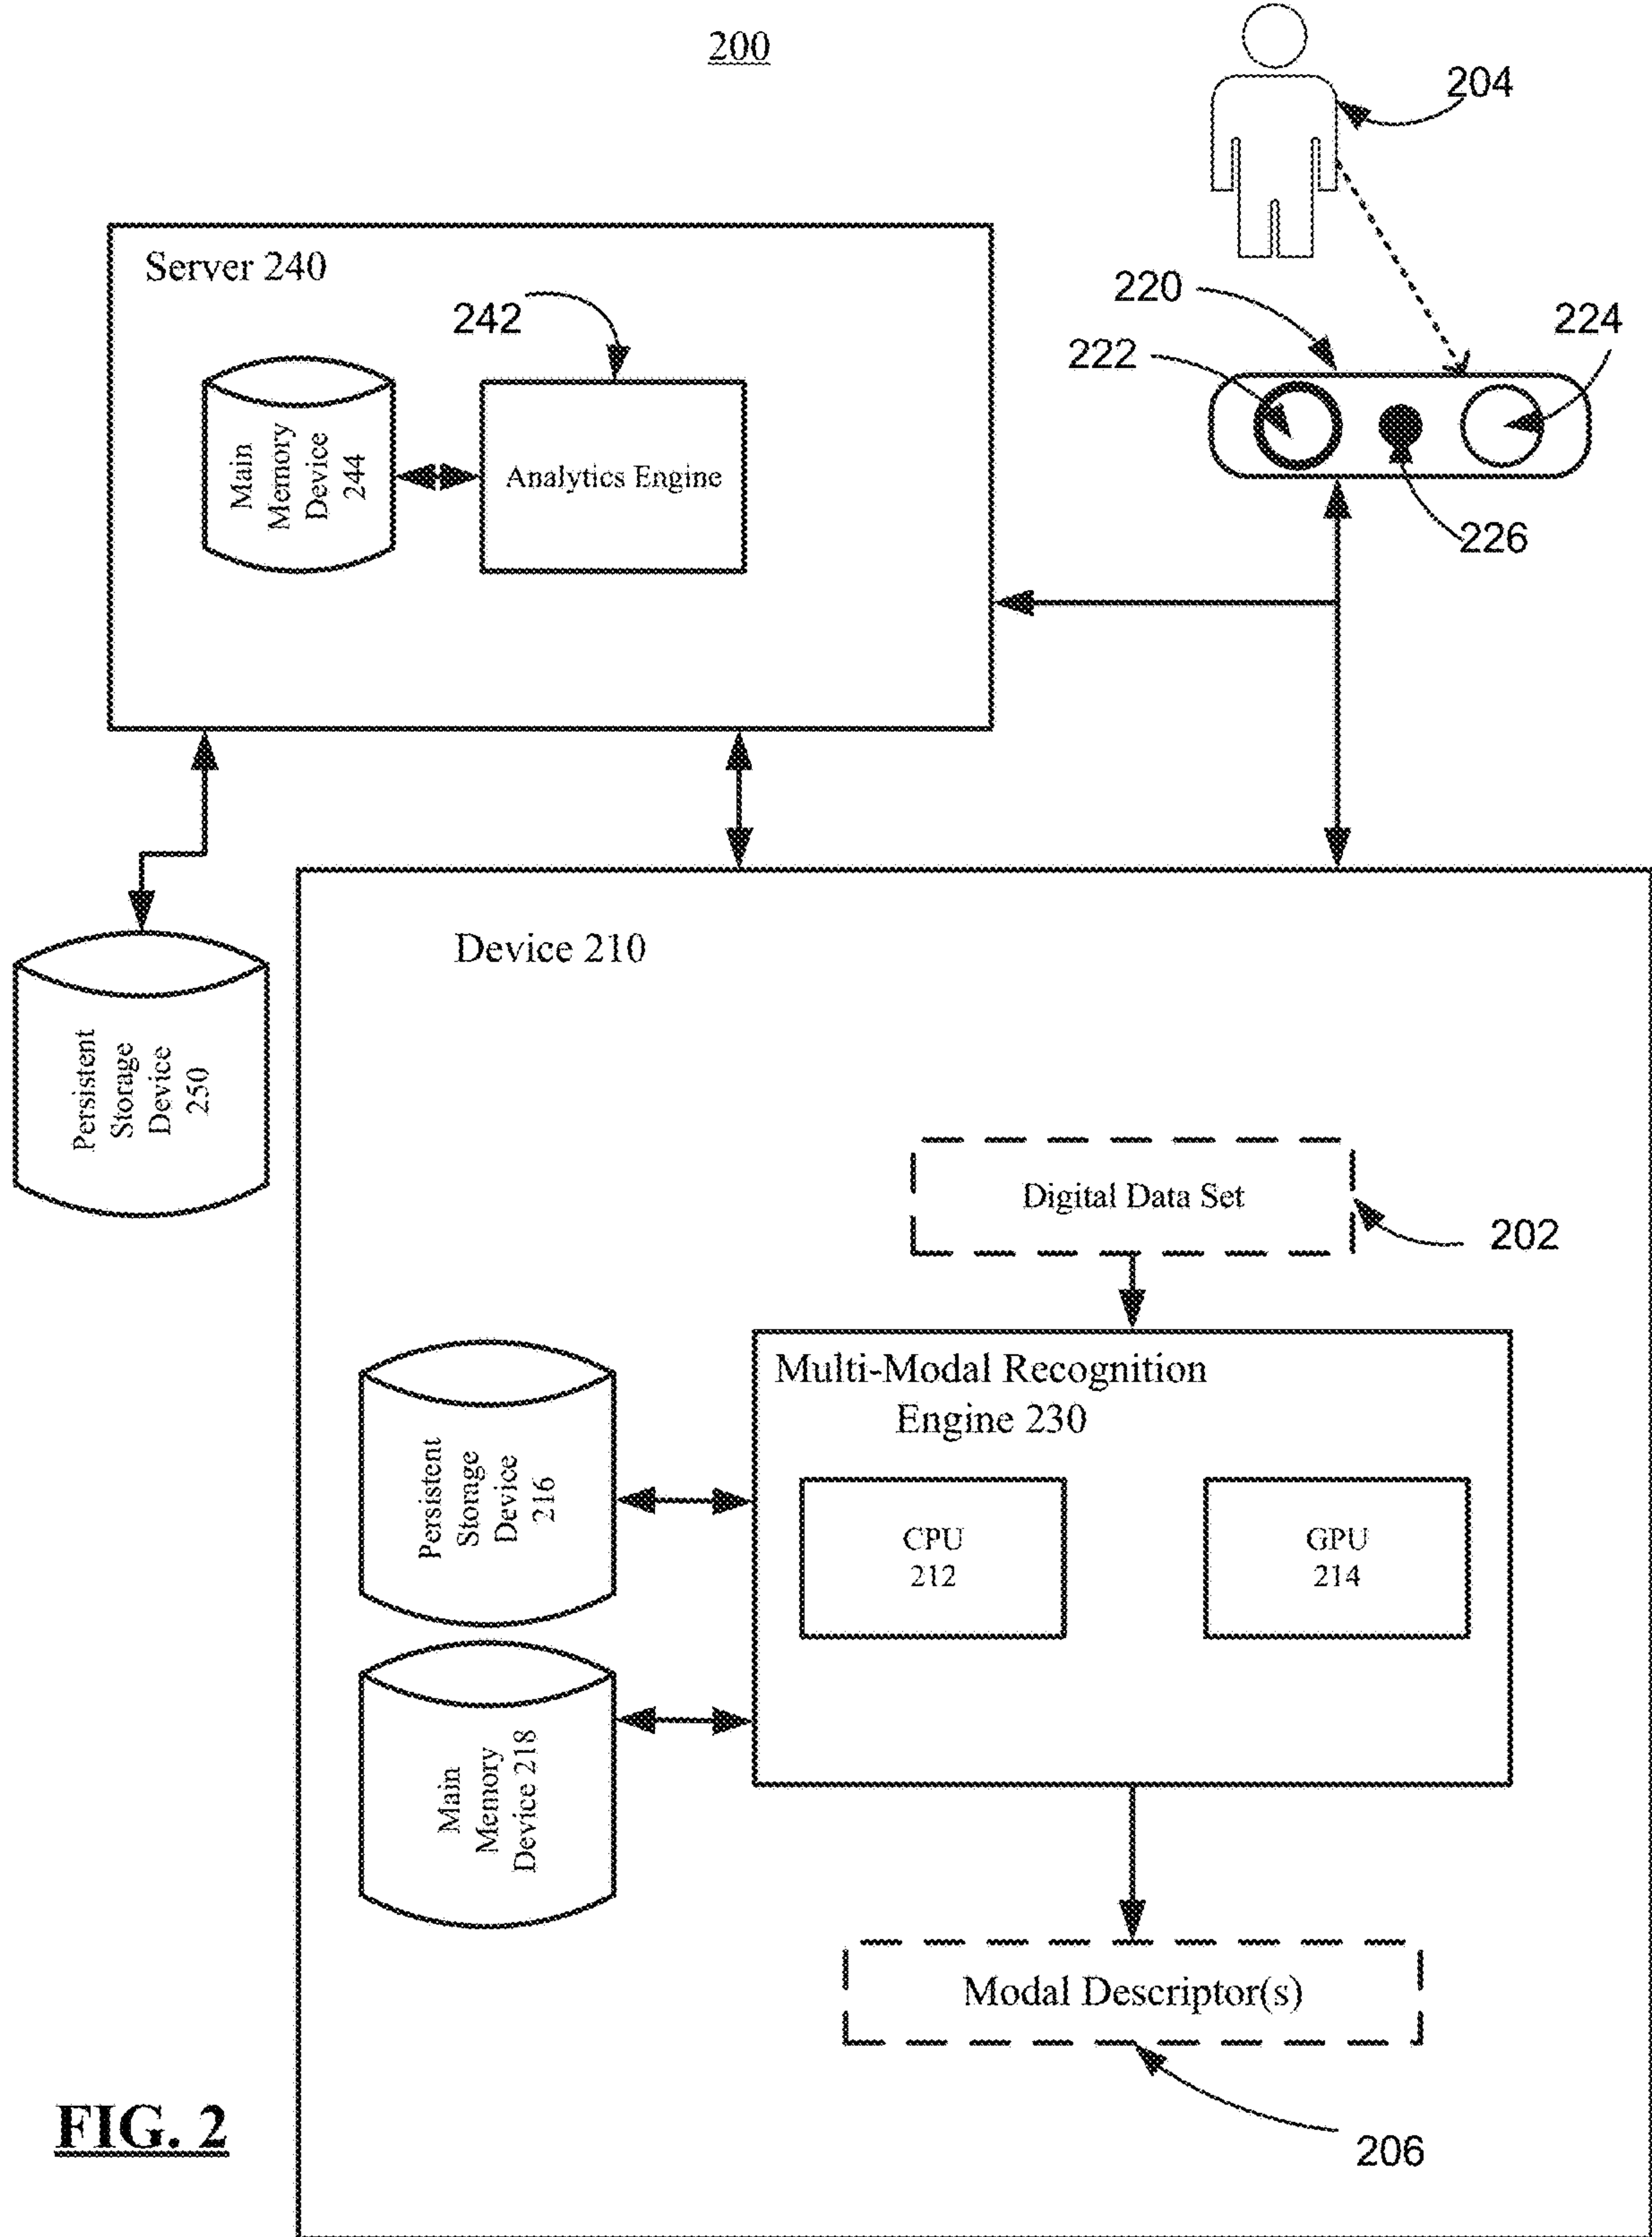 200
204
Server 240
220
242
224
222
Main
Memory
Device
244
Analytics Engine
226
Device 210
Persistent
Storage
Device
250
Digital Data Set
202
Multi-Modal Recognition
Engine 230
Persistent
Storage
Device
216
CPU
212
GPU
214
Main
Memory
Device 218
Modal Descriptor(s)
206
FIG. 2